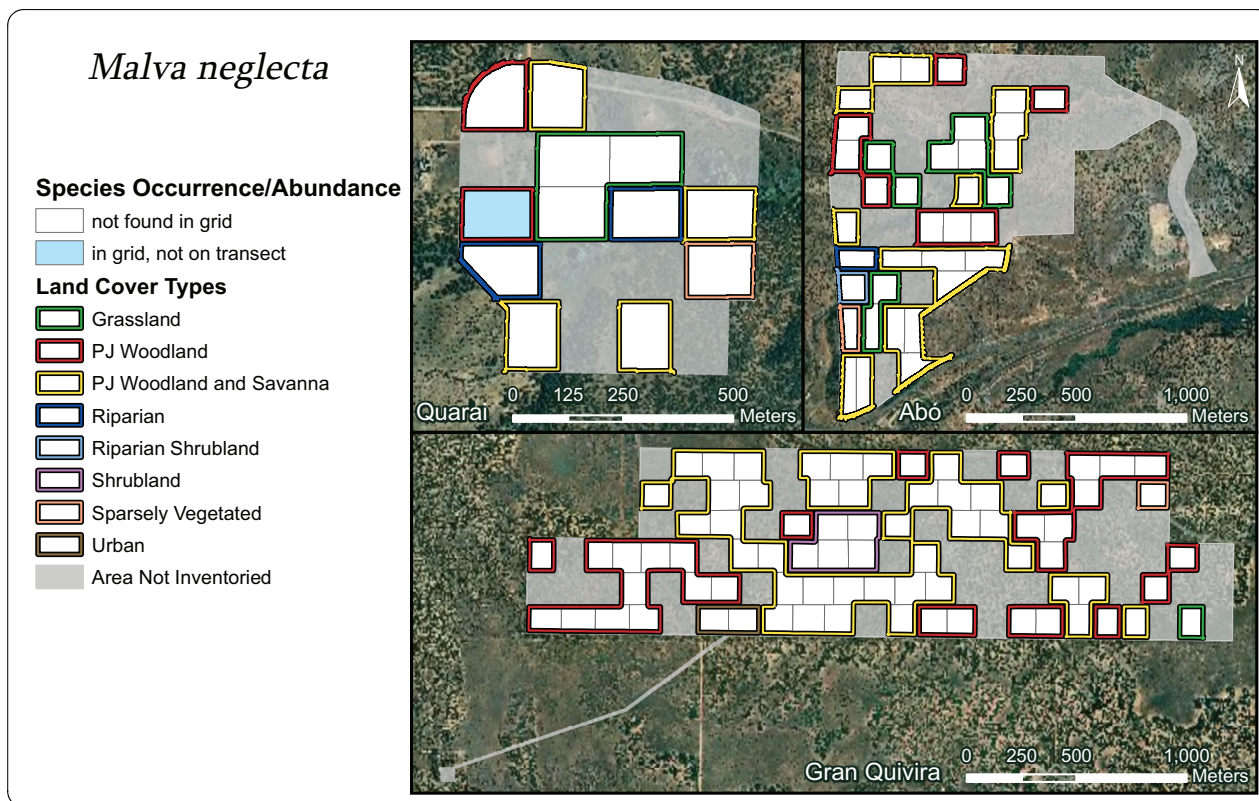 Malva neglecta
Species Occurrence/Abundance
not found in grid
in grid, not on transect
Land Cover Types
Grassland
PJ Woodland
PJ Woodland and Savanna
Riparian
Riparian Shrubland
Shrubland
Sparsely Vegetated
Urban
Area Not Inventoried
0 125 250 500
Quarai Meters
N
0 250 500 1,000
Abó Meters
0 250 500 1,000
Gran Quivira Meters